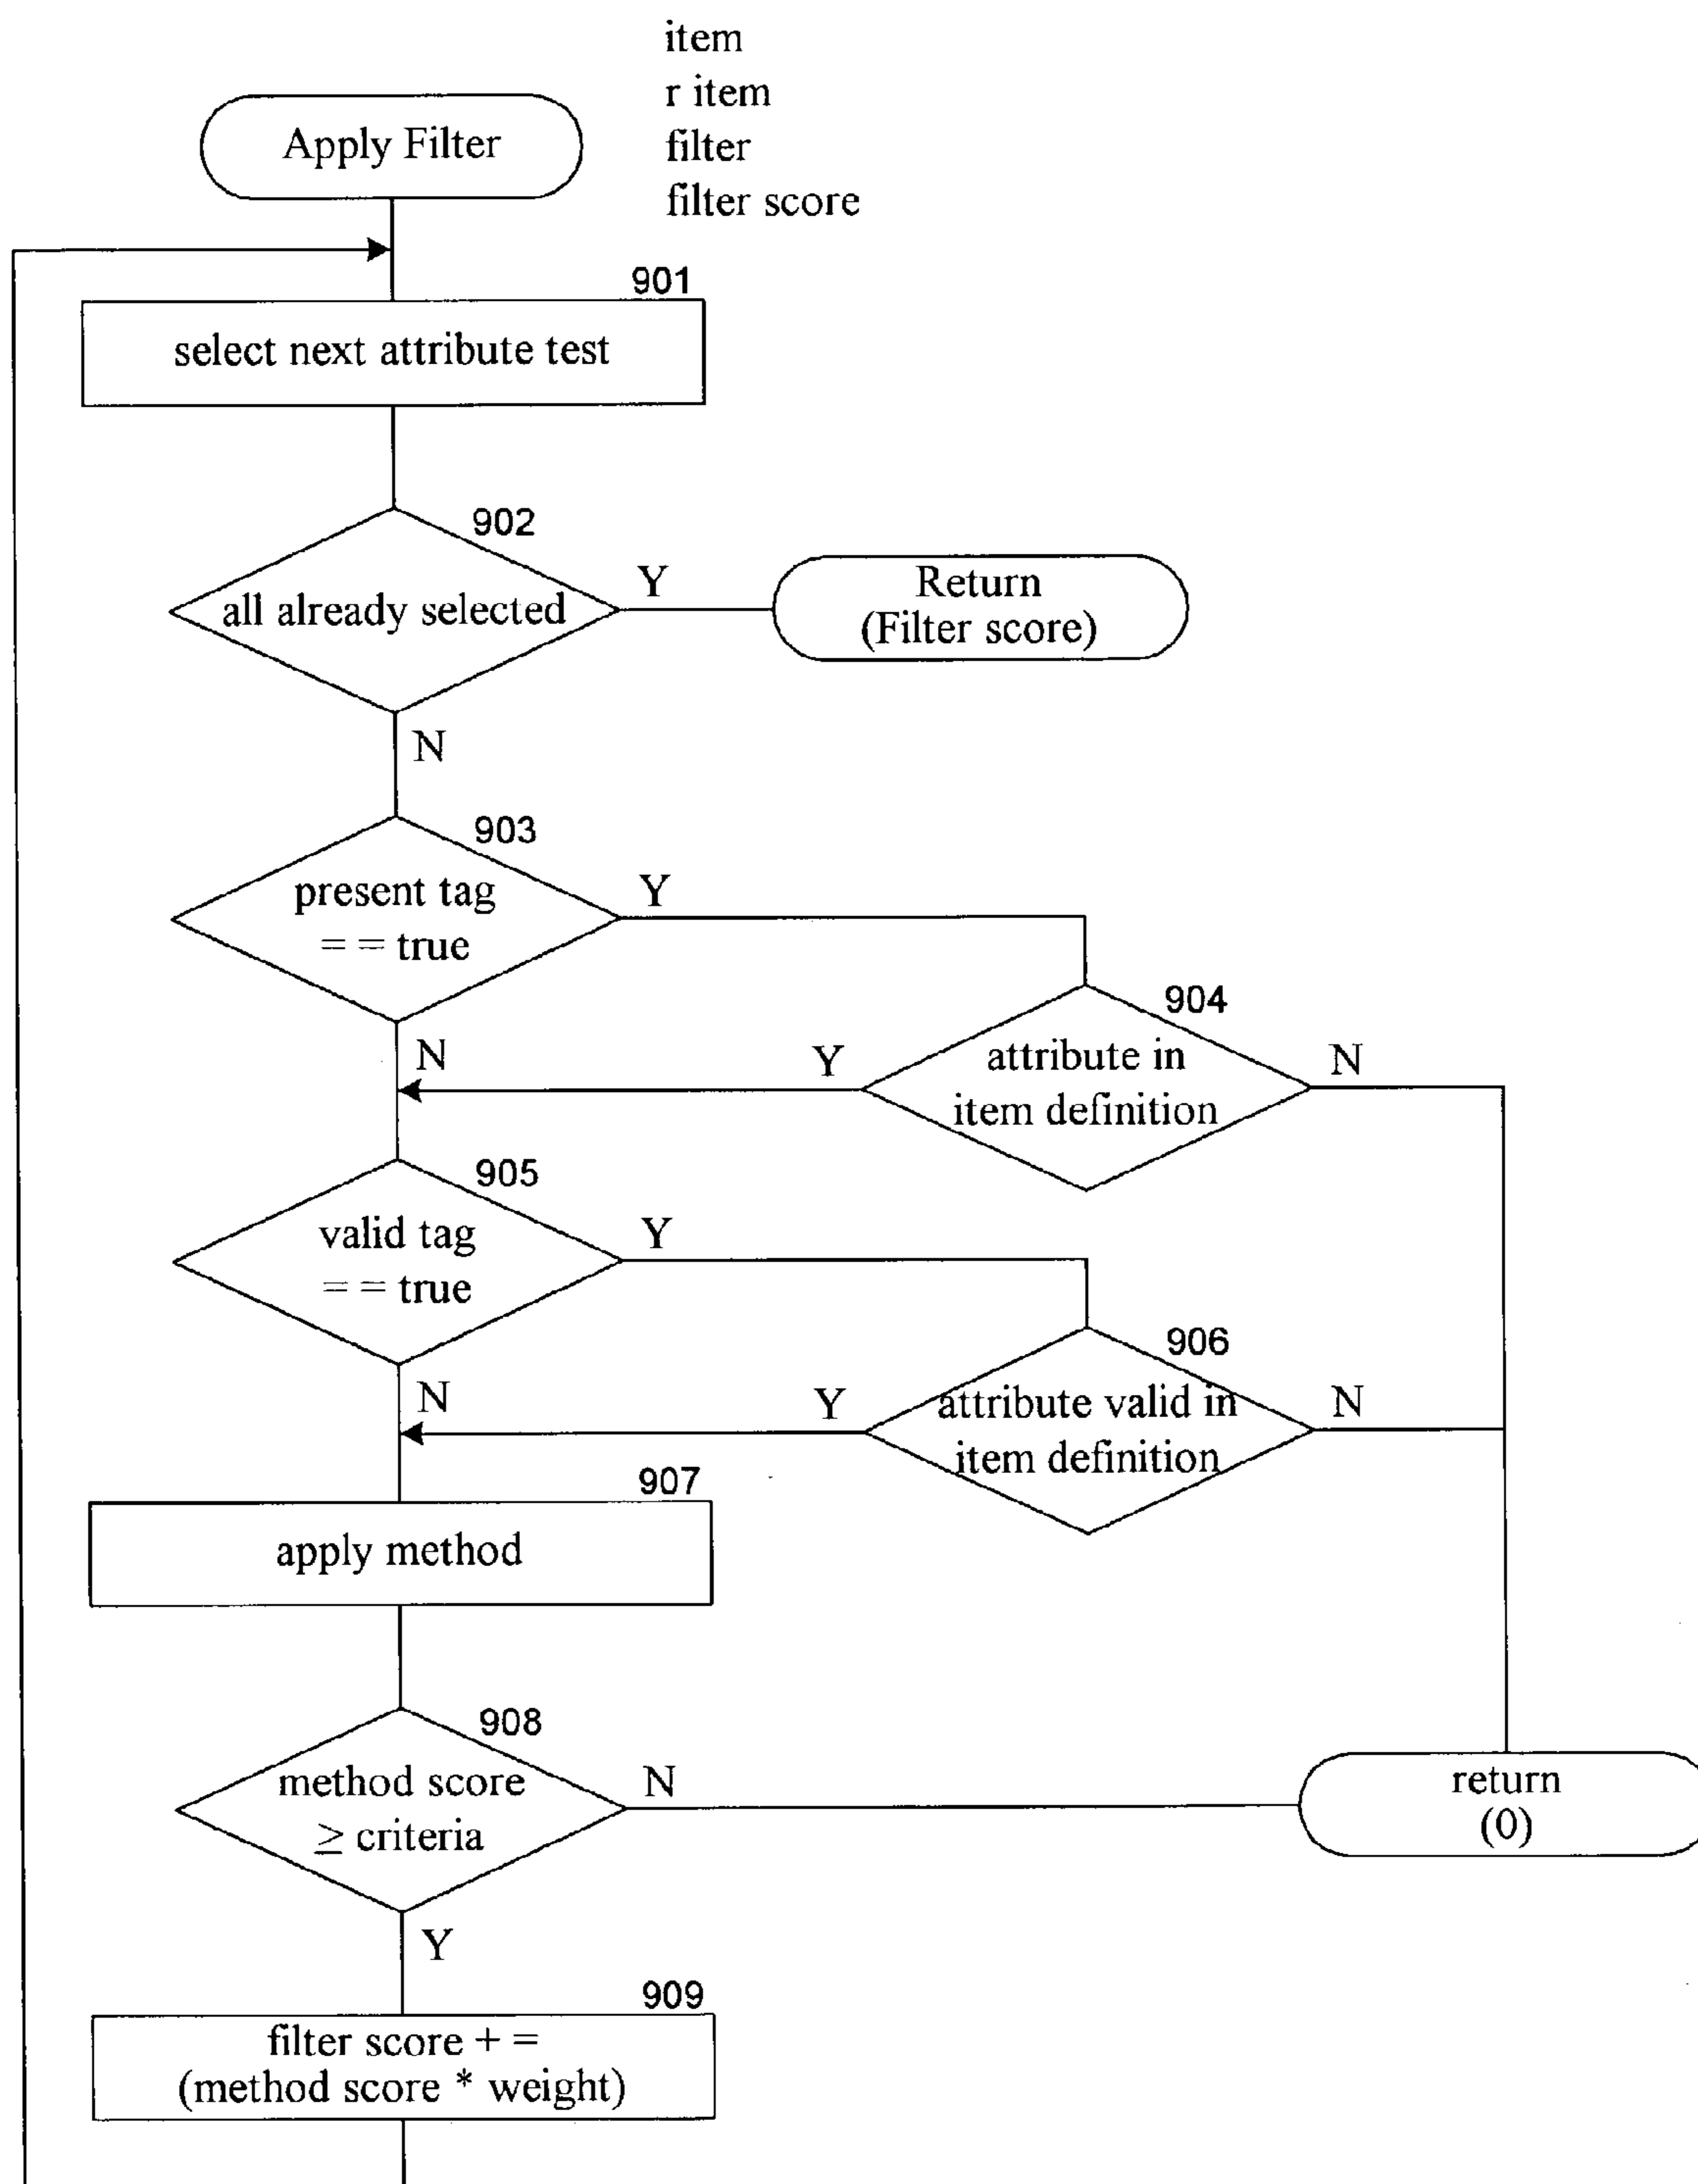 item
r item
filter
filter score
Apply Filter
901
select next attribute test
902
all already selected
Y
Return
(Filter score)
N
903
present tag
= = true
Y
904
attribute in
item definition
Y
N
N
905
valid tag
= = true
Y
906
attribute valid in
item definition
Y
N
N
907
apply method
908
method score
≥ criteria
N
return
(0)
Y
909
filter score + =
(method score * weight)